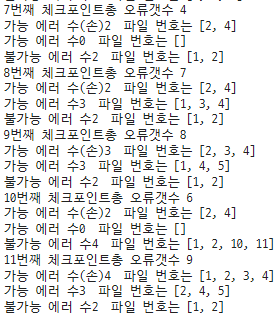 7번째 체크포인트총 오류갯수 4
가능 에러 수(손)2 파일 번호는 [2, 4]
가능 에러 수0 파일 번호는 []
불가능 에러 수2 파일 번호는 [1, 2]
8번째 체크포인트총 오류갯수 7
가능 에러 수(손)2 파일 번호는 [2, 4]
가능 에러 수3 파일 번호는 [1, 3, 4]
불가능 에러 수2 파일 번호는 [1, 2]
9번째 체크포인트총 오류갯수 8
가능 에러 수(손)3 파일 번호는 [2, 3, 4]
가능 에러 수3 파일 번호는 [1, 4, 5]
불가능 에러 수2 파일 번호는 [1, 2]
10번째 체크포인트총 오류갯수 6
가능 에러 수(손)2 파일 번호는 [2, 4]
가능 에러 수0 파일 번호는 []
불가능 에러 수4 파일 번호는 [1, 2, 10, 11]
11번째 체크포인트총 오류갯수 9
가능 에러 수(손)4 파일 번호는 [1, 2, 3, 4]
가능 에러 수3 파일 번호는 [2, 4, 5]
불가능 에러 수2 파일 번호는 [1, 2]